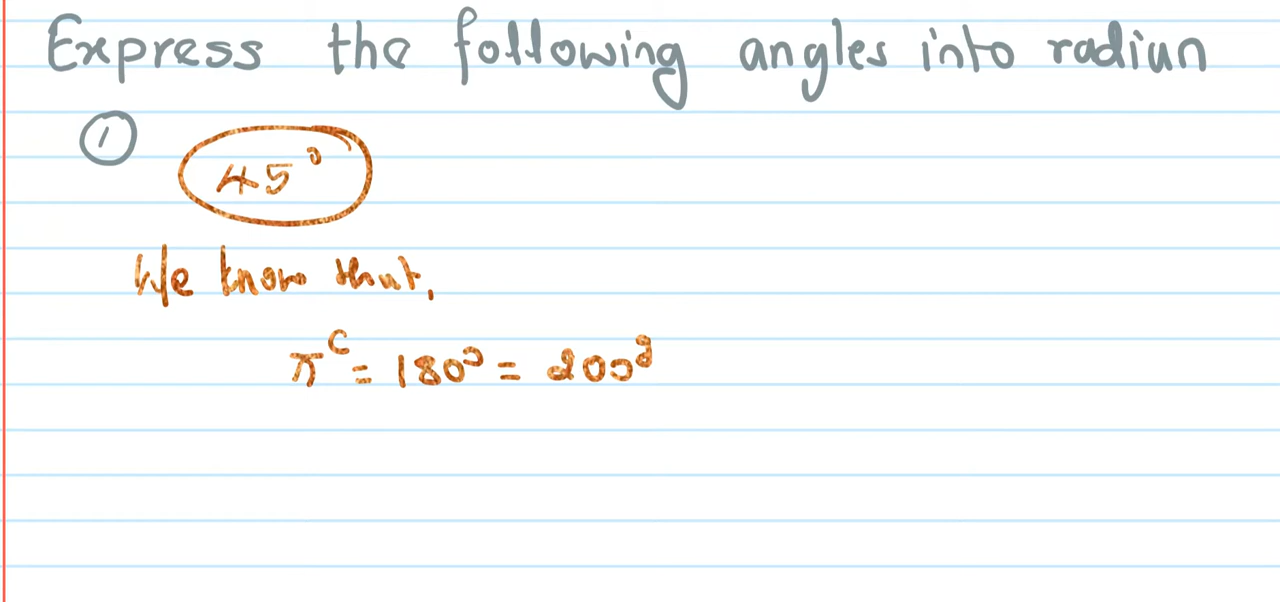 Express the following angles into radian
① 45°
We know that,
π^c = 180° = 200^g